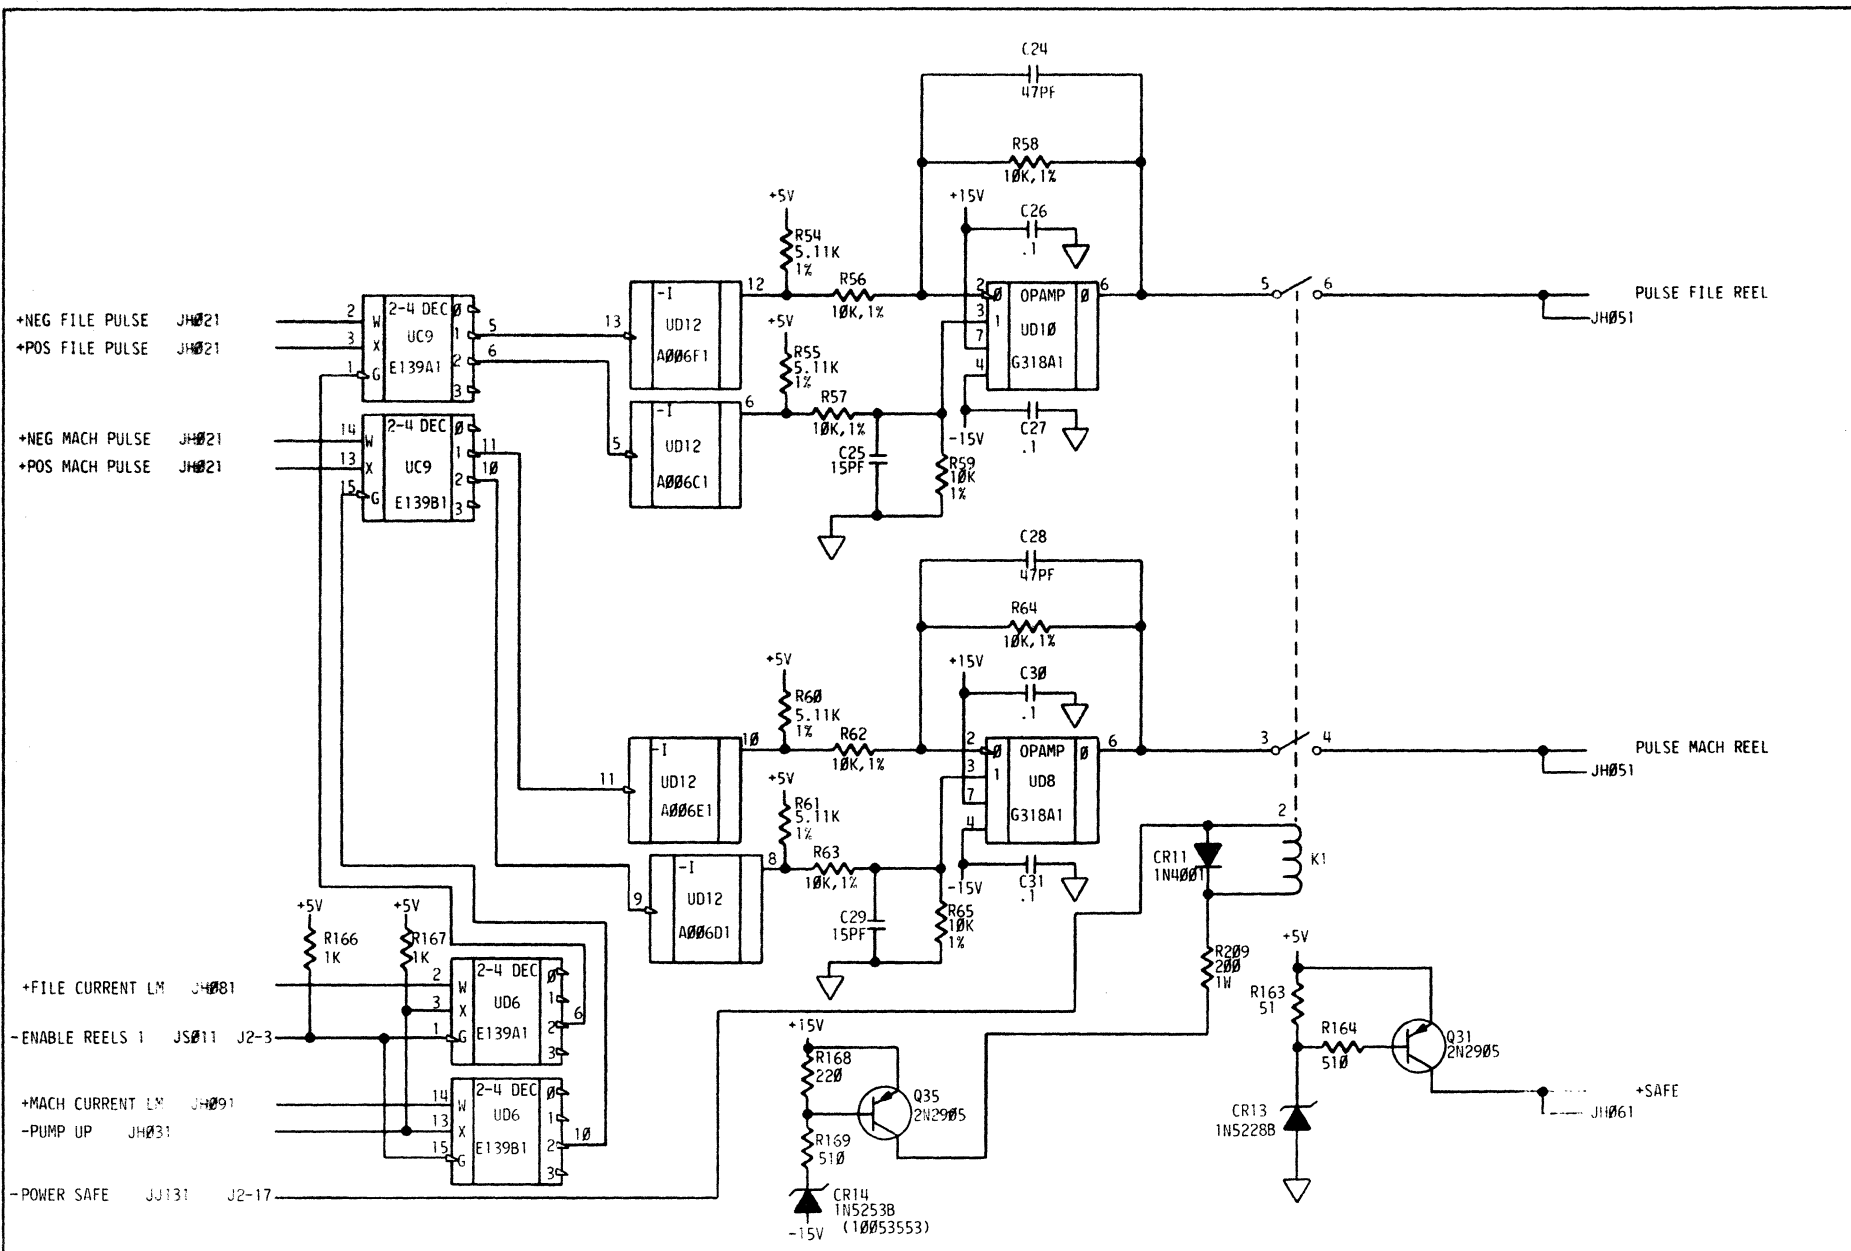 C24
47PF
R58
10K,1%
+5V
+15V
C26
.1
R54
5.11K
1%
R56
10K,1%
12
-I
UD12
A006F1
13
2
3
7
4
0
1
OPAMP
UD10
G318A1
0
6
5
6
PULSE FILE REEL
JH051
+NEG FILE PULSE JH021
+POS FILE PULSE JH021
2
3
1
W
X
G
2-4 DEC
UC9
E139A1
0
1
2
3
5
6
+5V
R55
5.11K
1%
R57
10K,1%
6
-I
UD12
A006C1
5
-15V
C27
.1
C25
15PF
R59
10K
1%
+NEG MACH PULSE JH021
+POS MACH PULSE JH021
14
13
15
W
X
G
2-4 DEC
UC9
E139B1
0
1
2
3
11
10
C28
47PF
R64
10K,1%
+5V
+15V
C30
.1
R60
5.11K
1%
R62
10K,1%
10
-I
UD12
A006E1
11
2
3
7
4
0
1
OPAMP
UD8
G318A1
0
6
3
4
PULSE MACH REEL
JH051
+5V
R61
5.11K
1%
R63
10K,1%
8
-I
UD12
A006D1
9
-15V
C31
.1
C29
15PF
R65
10K
1%
2
CR11
1N4001
K1
+5V
R166
1K
+5V
R167
1K
+FILE CURRENT LM JH081
-ENABLE REELS 1 JS011 J2-3
2
3
1
W
X
G
2-4 DEC
UD6
E139A1
0
1
2
3
6
R209
200
1W
+5V
R163
51
R164
510
Q31
2N2905
+SAFE
JH061
CR13
1N5228B
+MACH CURRENT LM JH091
-PUMP UP JH031
14
13
15
W
X
G
2-4 DEC
UD6
E139B1
0
1
2
3
10
+15V
R168
220
Q35
2N2905
R169
510
CR14
1N5253B
(10053553)
-15V
-POWER SAFE JJ131 J2-17